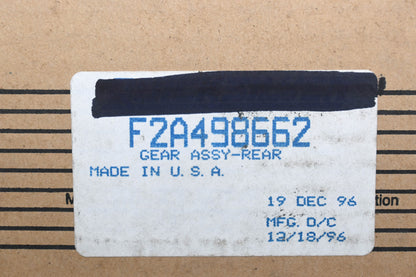 F2A498662
GEAR ASSY-REAR
MADE IN U.S.A.
19 DEC 96
MFG. D/C
12/18/96